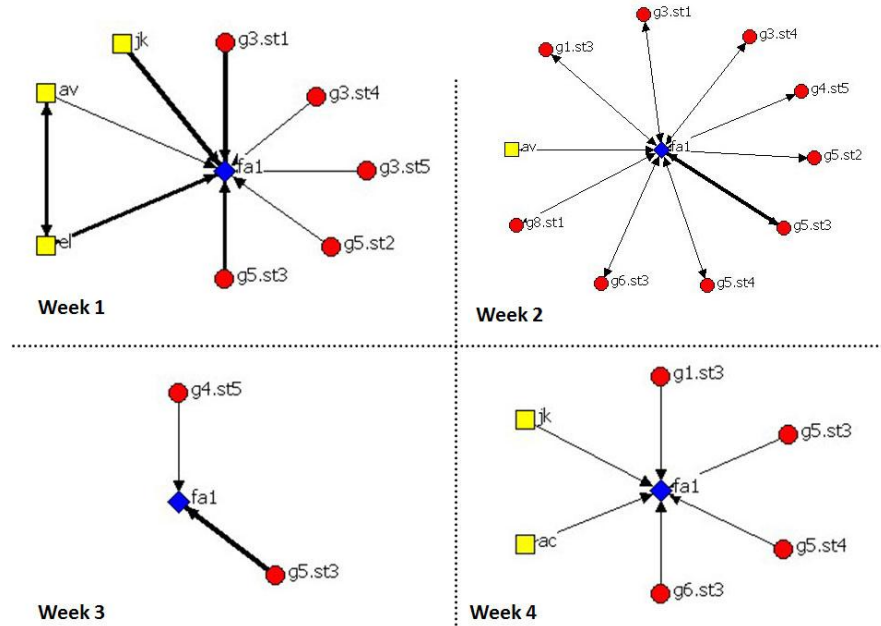 jk
g3.st1
av
g3.st4
fa1
g3.st5
el
g5.st2
g5.st3
Week 1
g3.st1
g1.st3
g3.st4
g4.st5
av
fa1
g5.st2
g8.st1
g5.st3
g6.st3
g5.st4
Week 2
g4.st5
fa1
g5.st3
Week 3
g1.st3
jk
g5.st3
fa1
ac
g5.st4
g6.st3
Week 4